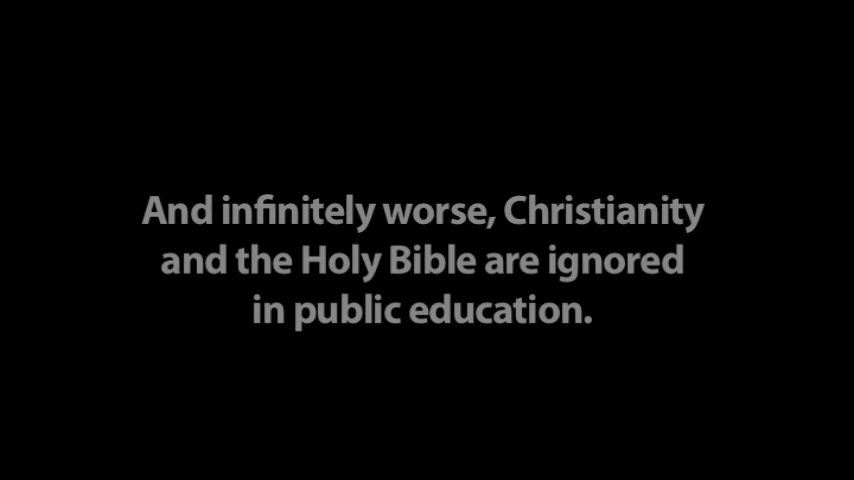 And infinitely worse, Christianity
and the Holy Bible are ignored
in public education.